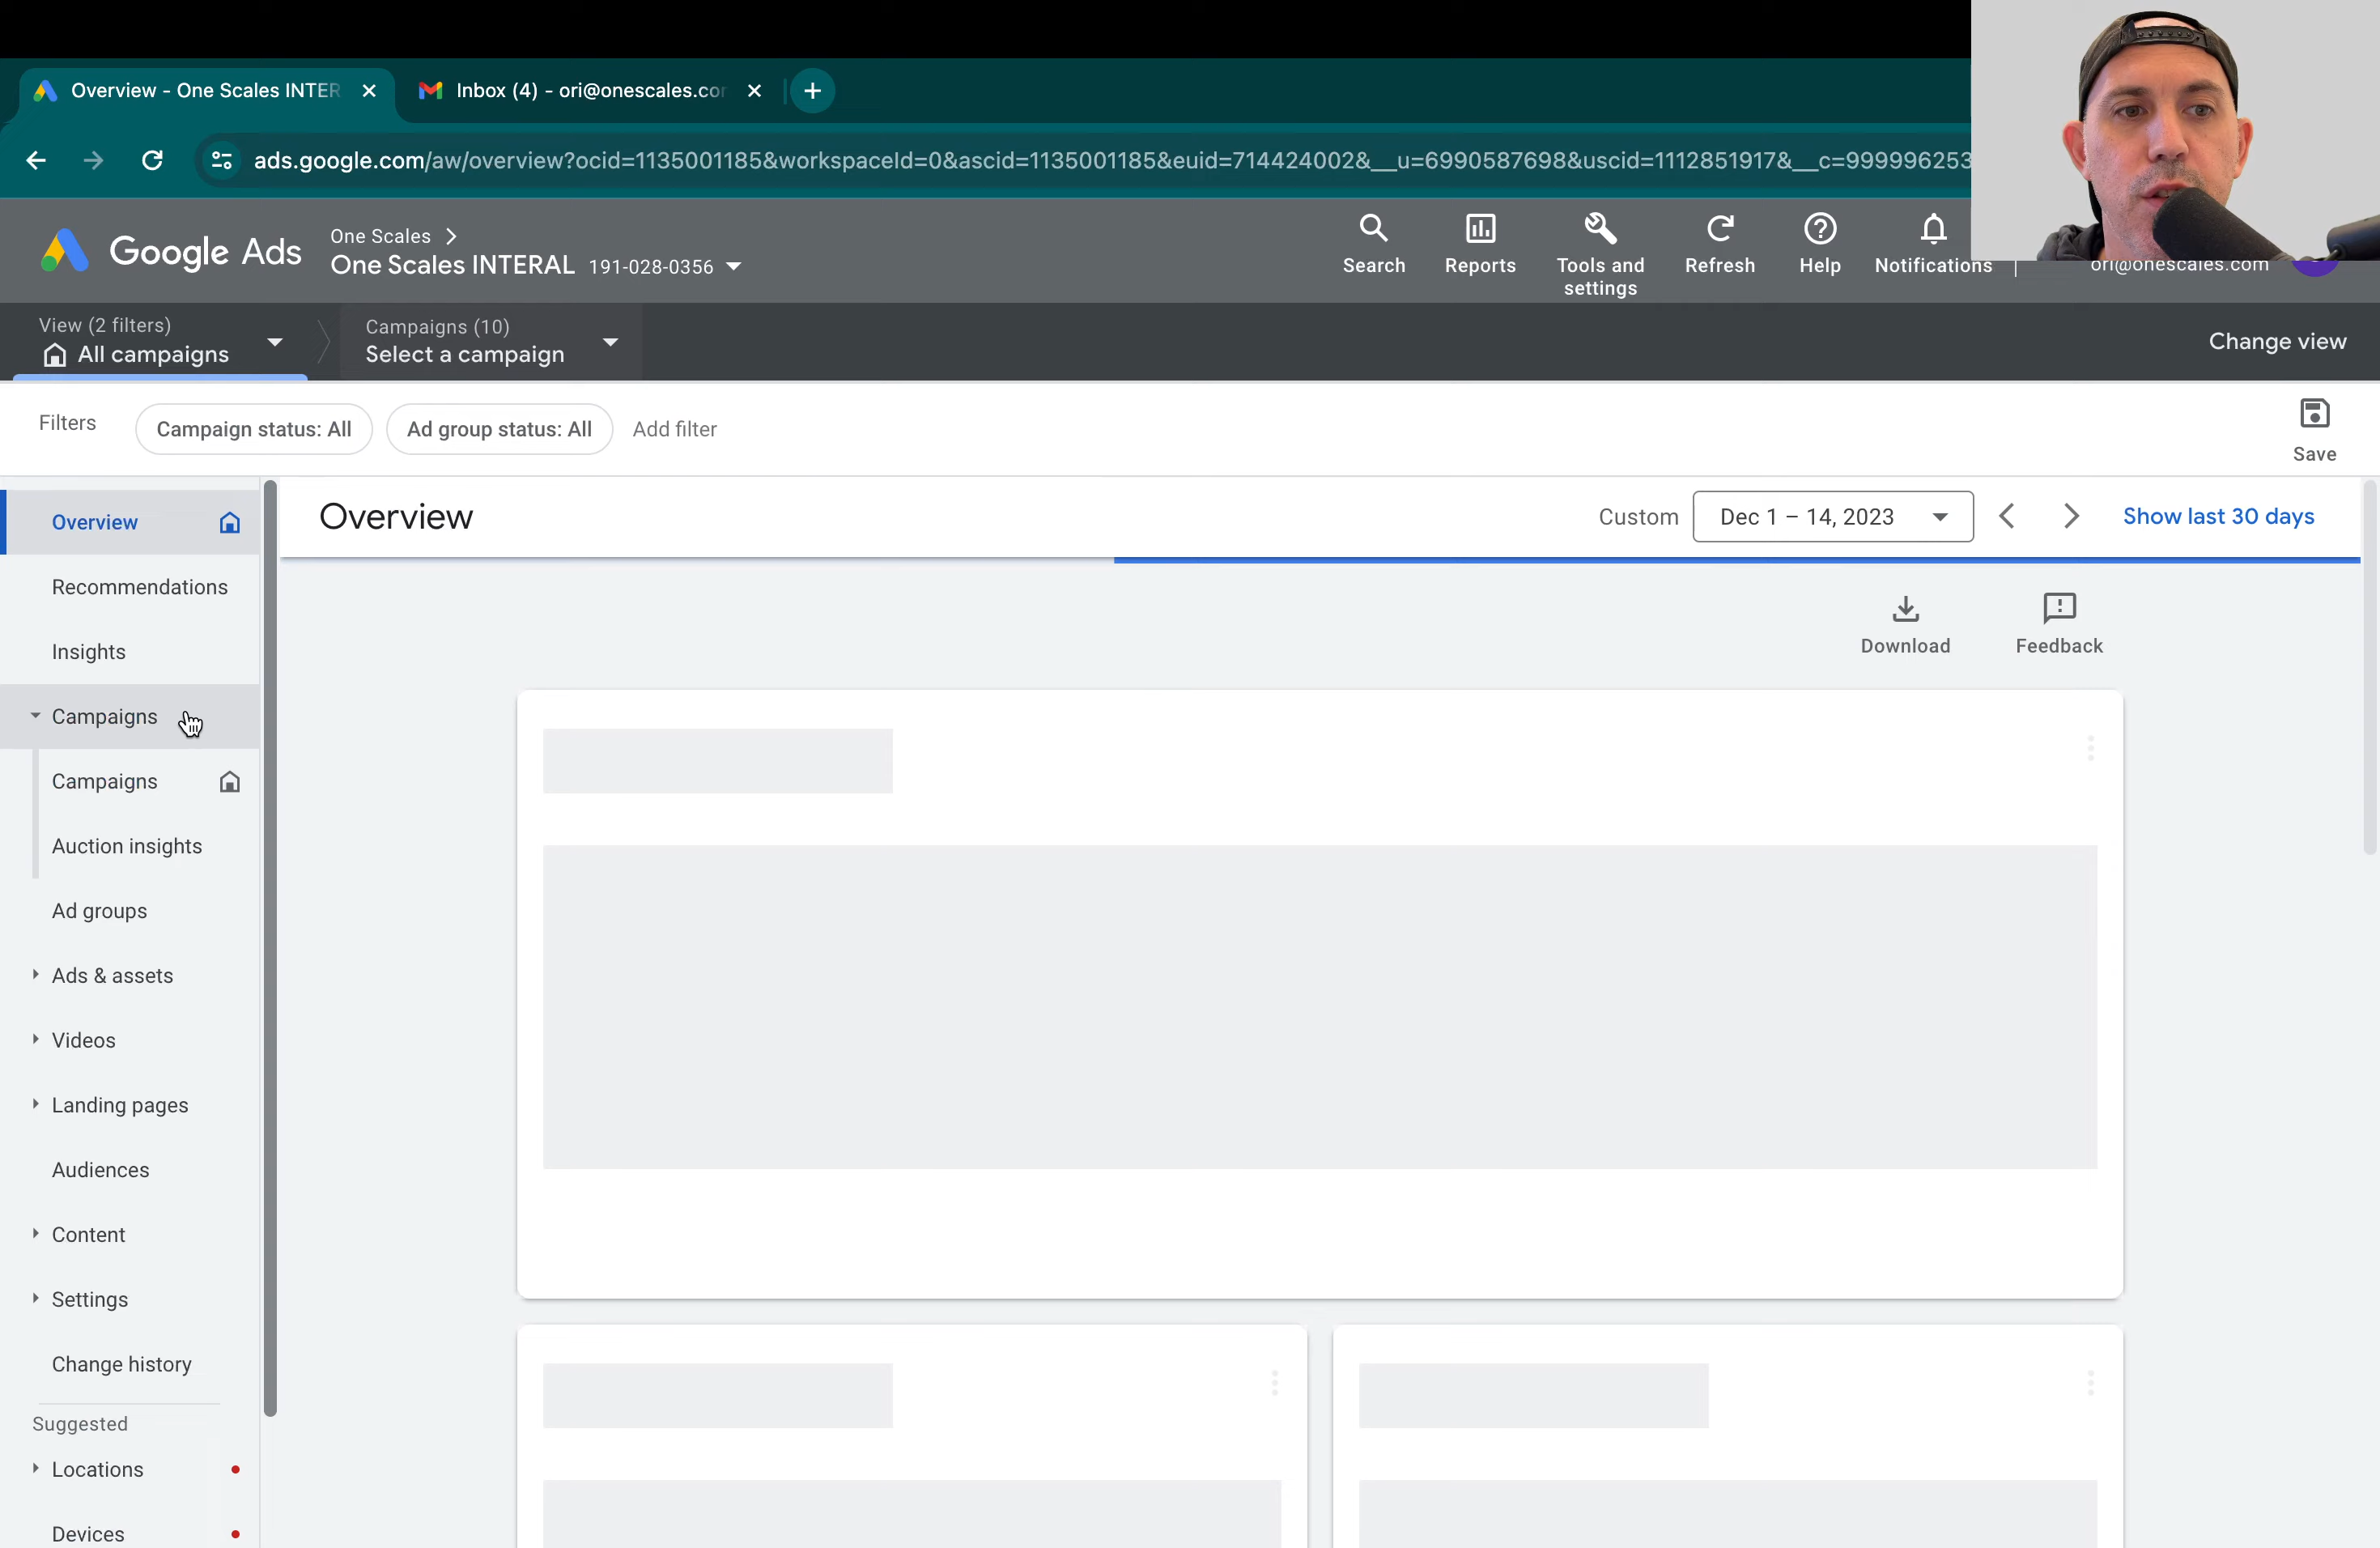 Overview - One Scales INTER
Inbox (4) - ori@onescales.cor
ads.google.com/aw/overview?ocid=1135001185&workspaceId=0&ascid=1135001185&euid=714424002&__u=6990587698&uscid=1112851917&__c=999996253
Google Ads
One Scales
One Scales INTERAL 191-028-0356
Search
Reports
Tools and
settings
Refresh
Help
Notifications
ori@onescales.com
View (2 filters)
All campaigns
Campaigns (10)
Select a campaign
Change view
Filters
Campaign status: All
Ad group status: All
Add filter
Save
Overview
Recommendations
Insights
Campaigns
Campaigns
Auction insights
Ad groups
Ads & assets
Videos
Landing pages
Audiences
Content
Settings
Change history
Suggested
Locations
Devices
Overview
Custom
Dec 1 – 14, 2023
Show last 30 days
Download
Feedback